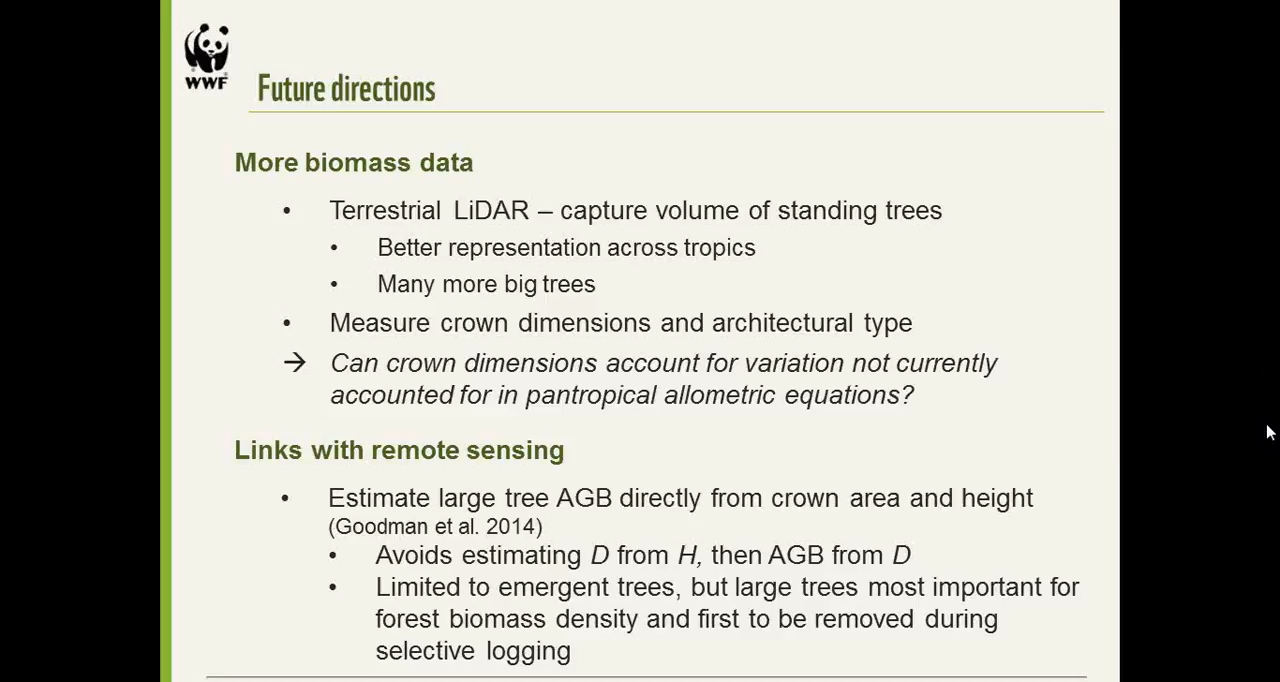 WWF
Future directions
More biomass data
• Terrestrial LiDAR – capture volume of standing trees
• Better representation across tropics
• Many more big trees
• Measure crown dimensions and architectural type
→ Can crown dimensions account for variation not currently
accounted for in pantropical allometric equations?
Links with remote sensing
• Estimate large tree AGB directly from crown area and height
(Goodman et al. 2014)
• Avoids estimating D from H, then AGB from D
• Limited to emergent trees, but large trees most important for
forest biomass density and first to be removed during
selective logging